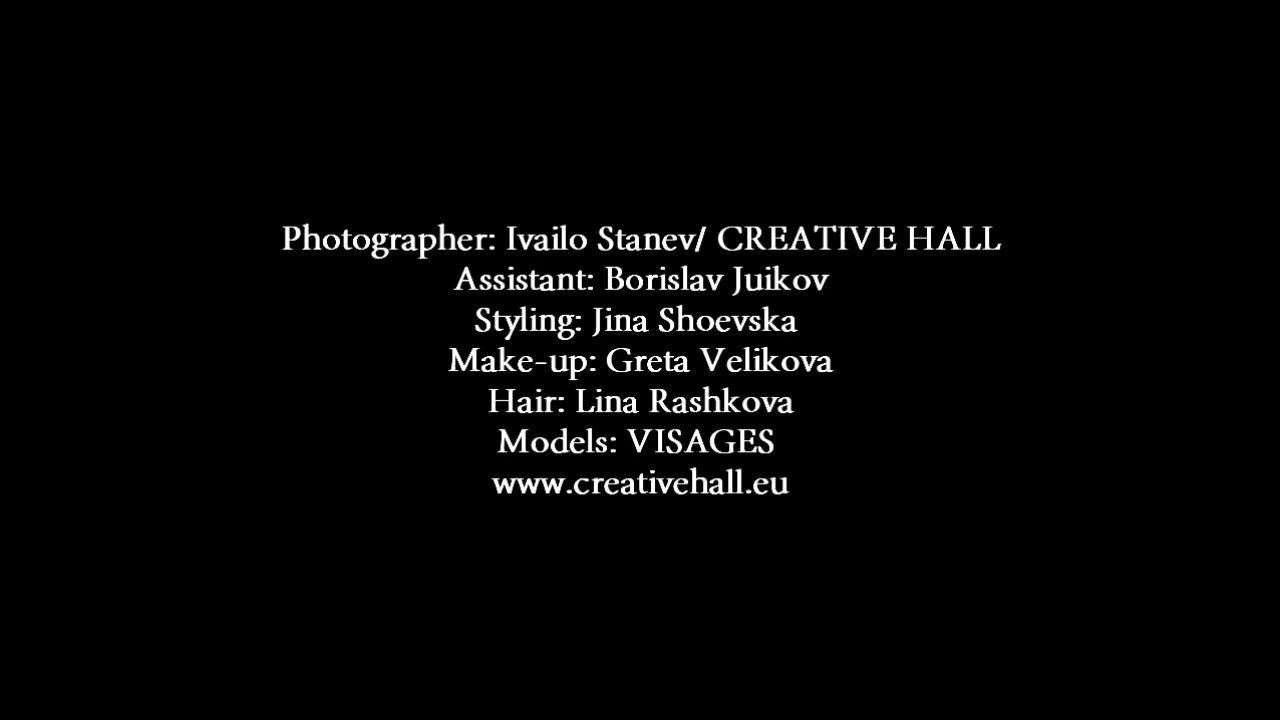 Photographer: Ivailo Stanev/ CREATIVE HALL
Assistant: Borislav Juikov
Styling: Jina Shoevska
Make-up: Greta Velikova
Hair: Lina Rashkova
Models: VISAGES
www.creativehall.eu